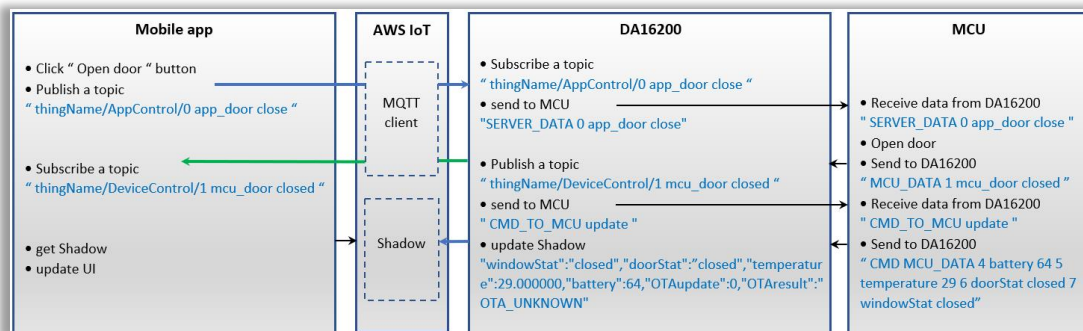 Mobile app
• Click “ Open door “ button
• Publish a topic
“ thingName/AppControl/0 app_door close “
• Subscribe a topic
“ thingName/DeviceControl/1 mcu_door closed “
• get Shadow
• update UI
AWS IoT
MQTT
client
Shadow
DA16200
• Subscribe a topic
“ thingName/AppControl/0 app_door close “
• send to MCU
"SERVER_DATA 0 app_door close"
• Publish a topic
“ thingName/DeviceControl/1 mcu_door closed “
• send to MCU
" CMD_TO_MCU update "
• update Shadow
"windowStat":"closed","doorStat":"closed","temperatur
e":29.000000,"battery":64,"OTAupdate":0,"OTAresult":"
OTA_UNKNOWN"
MCU
• Receive data from DA16200
" SERVER_DATA 0 app_door close "
• Open door
• Send to DA16200
“ MCU_DATA 1 mcu_door closed ”
• Receive data from DA16200
" CMD_TO_MCU update "
• Send to DA16200
“ CMD MCU_DATA 4 battery 64 5
temperature 29 6 doorStat closed 7
windowStat closed”